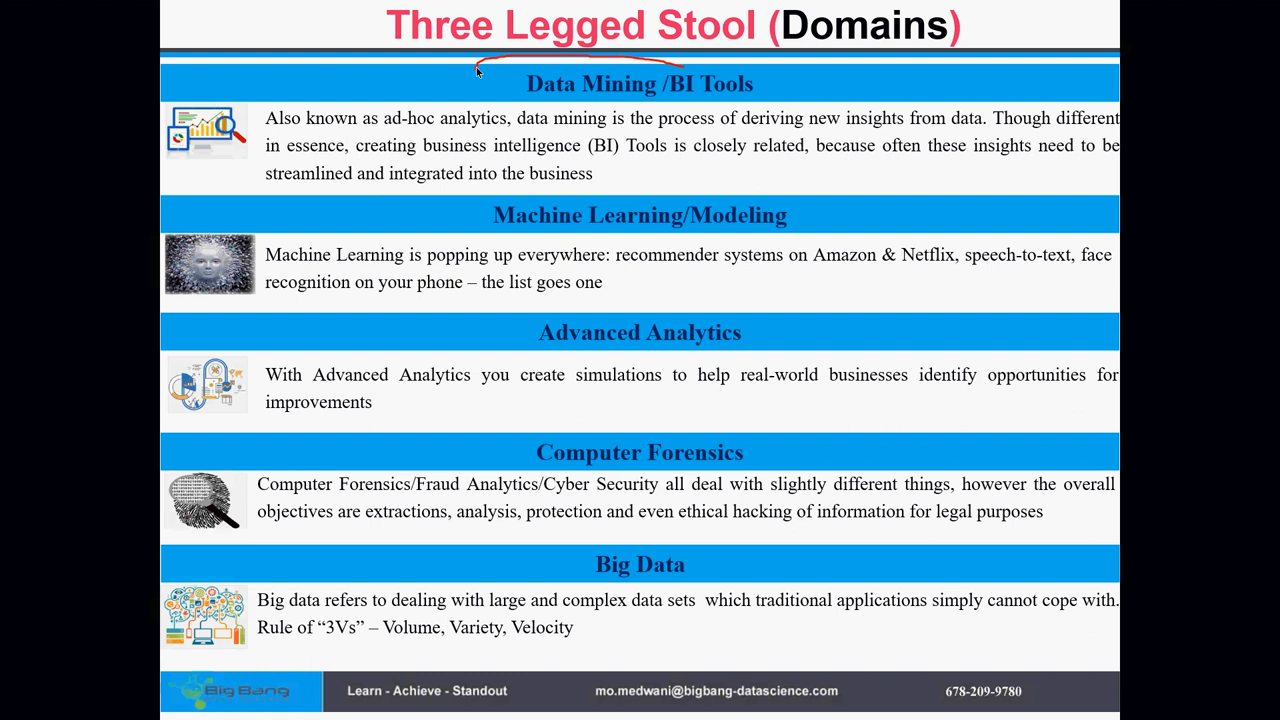 Three Legged Stool (Domains)
Data Mining /BI Tools
Also known as ad-hoc analytics, data mining is the process of deriving new insights from data. Though different
in essence, creating business intelligence (BI) Tools is closely related, because often these insights need to be
streamlined and integrated into the business
Machine Learning/Modeling
Machine Learning is popping up everywhere: recommender systems on Amazon & Netflix, speech-to-text, face
recognition on your phone – the list goes one
Advanced Analytics
With Advanced Analytics you create simulations to help real-world businesses identify opportunities for
improvements
Computer Forensics
Computer Forensics/Fraud Analytics/Cyber Security all deal with slightly different things, however the overall
objectives are extractions, analysis, protection and even ethical hacking of information for legal purposes
Big Data
Big data refers to dealing with large and complex data sets which traditional applications simply cannot cope with.
Rule of “3Vs” – Volume, Variety, Velocity
Big Bang
Learn - Achieve - Standout
mo.medwani@bigbang-datascience.com
678-209-9780